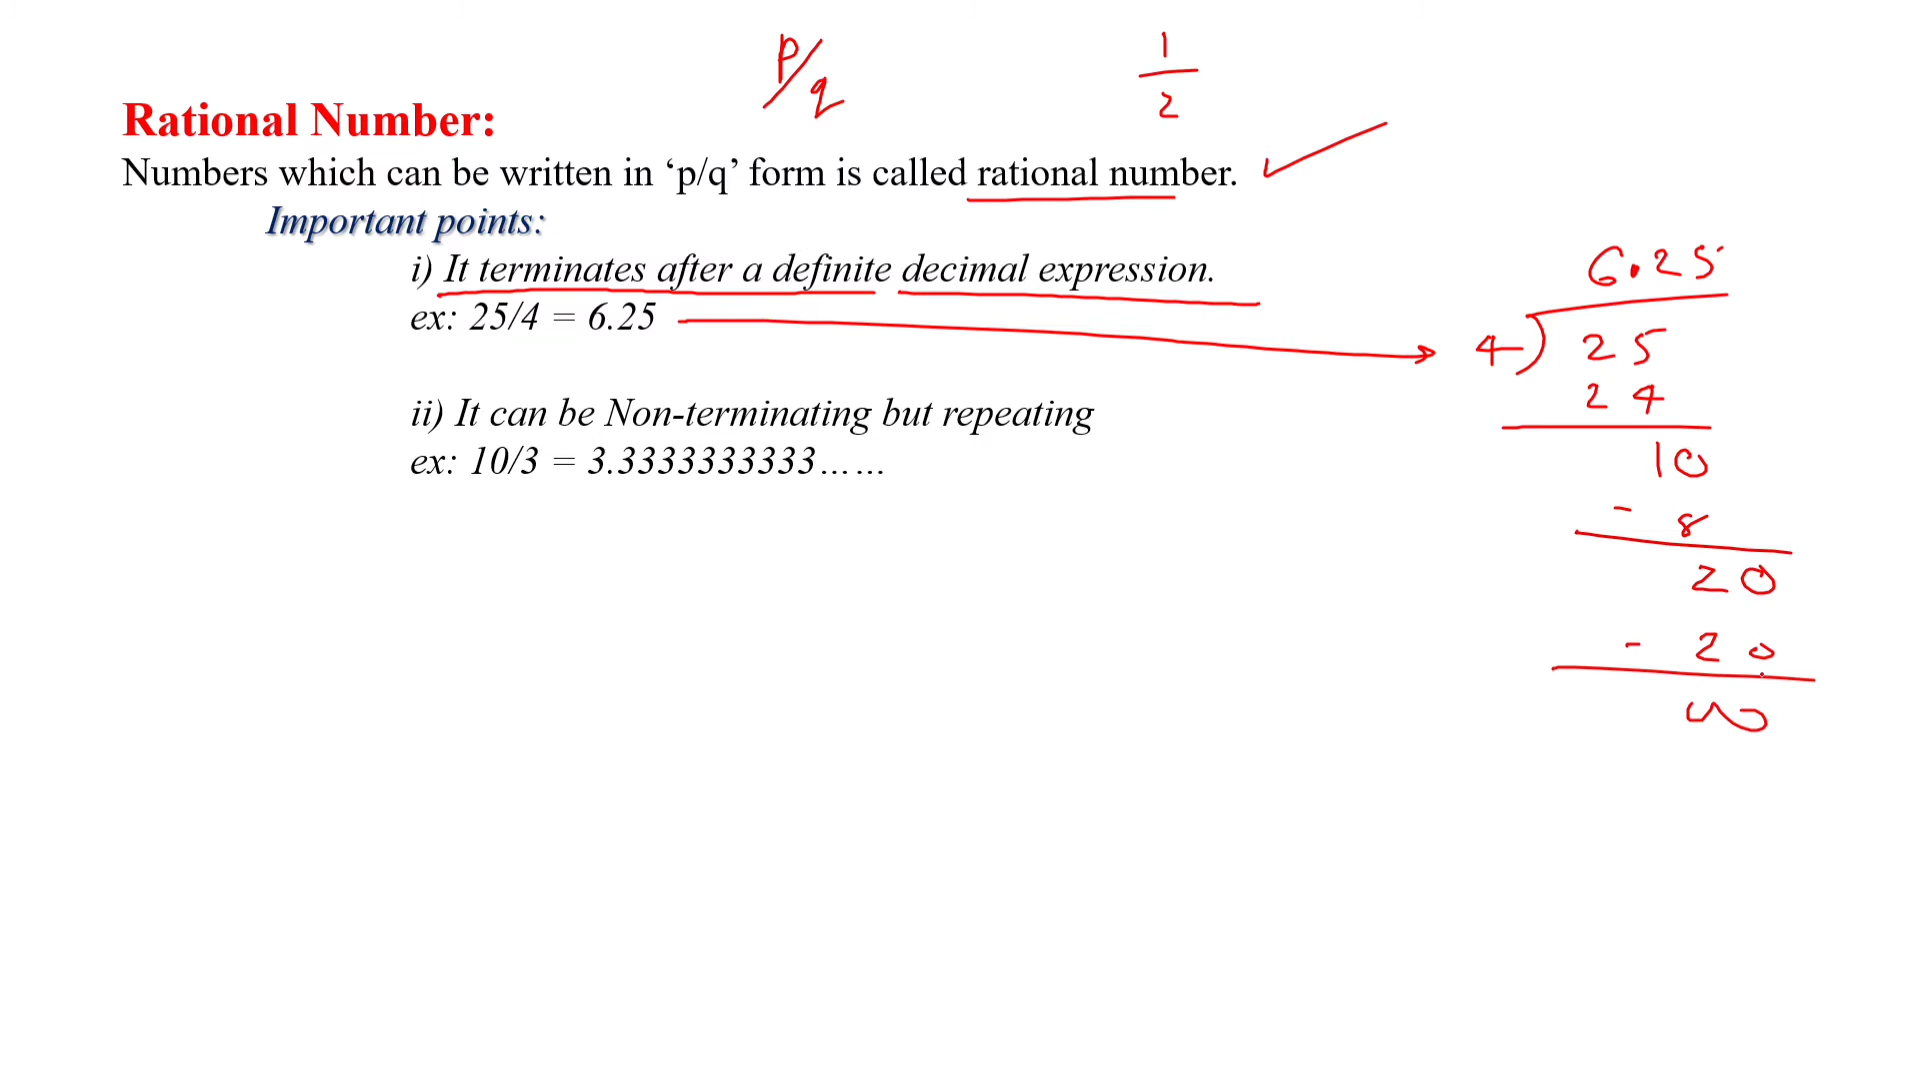 p/q
1
2
Rational Number:
Numbers which can be written in ‘p/q’ form is called rational number.
Important points:
i) It terminates after a definite decimal expression.
ex: 25/4 = 6.25
ii) It can be Non-terminating but repeating
ex: 10/3 = 3.3333333333……
6.25
4) 25
24
10
- 8
20
- 20